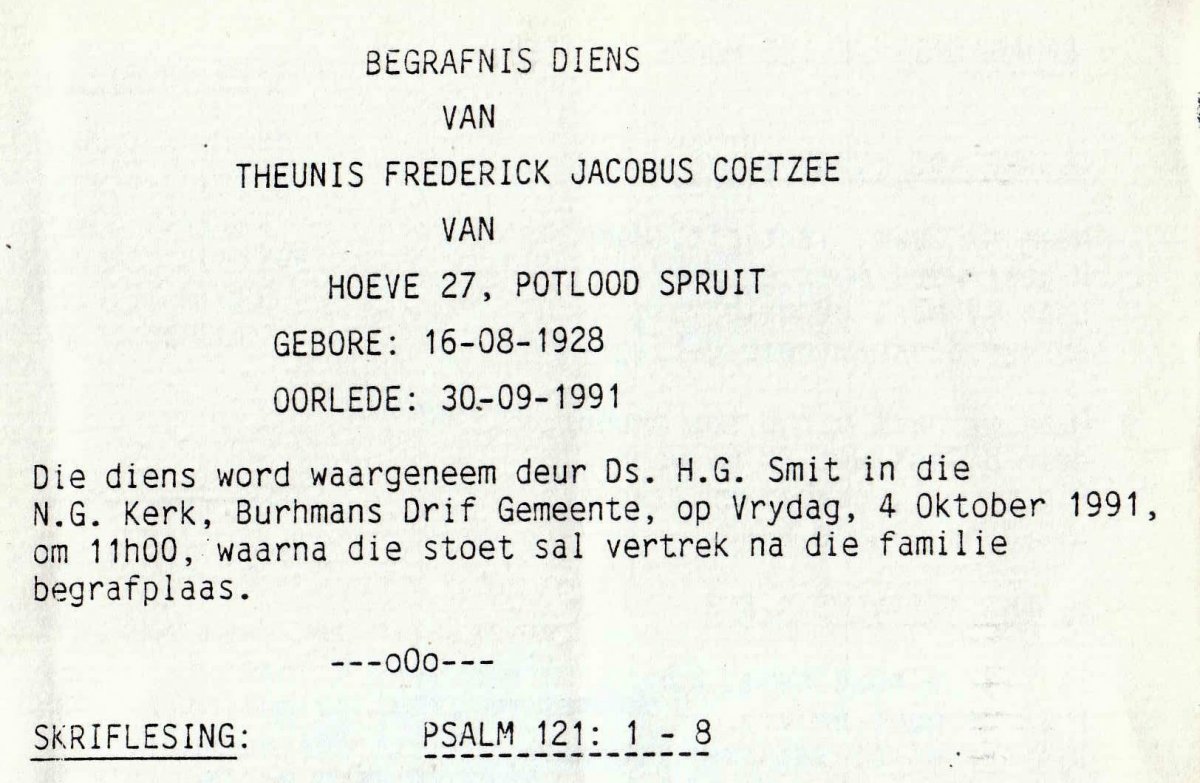 BEGRAFNIS DIENS
VAN
THEUNIS FREDERICK JACOBUS COETZEE
VAN
HOEVE 27, POTLOOD SPRUIT
GEBORE: 16-08-1928
OORLEDE: 30-09-1991
Die diens word waargeneem deur Ds. H.G. Smit in die
N.G. Kerk, Burhmans Drif Gemeente, op Vrydag, 4 Oktober 1991,
om 11h00, waarna die stoet sal vertrek na die familie
begrafplaas.
---oOo---
SKRIFLESING: PSALM 121: 1 - 8